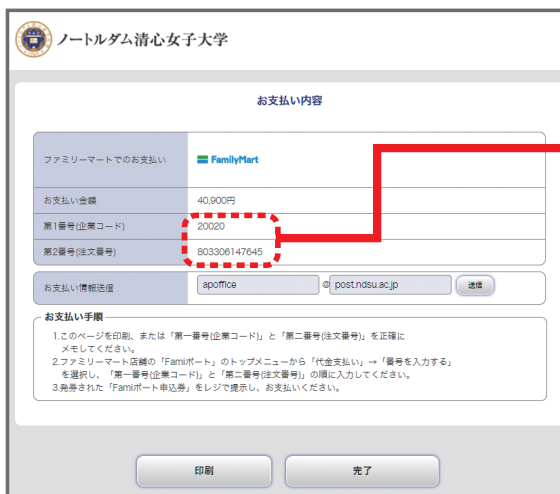 ノートルダム清心女子大学
お支払い内容
ファミリーマートでのお支払い FamilyMart
お支払い金額 40,900円
第1番号(企業コード) 20020
第2番号(注文番号) 803306147645
お支払い情報送信 apoffice @ post.ndsu.ac.jp 送信
お支払い手順
1.このページを印刷、または「第一番号(企業コード)」と「第二番号(注文番号)」を正確に
メモしてください。
2.ファミリーマート店舗の「Famiポート」のトップメニューから「代金支払い」→「番号を入力する」
を選択し、「第一番号(企業コード)」と「第二番号(注文番号)」の順に入力してください。
3.発券された「Famiポート申込券」をレジで提示し、お支払いください。
印刷 完了